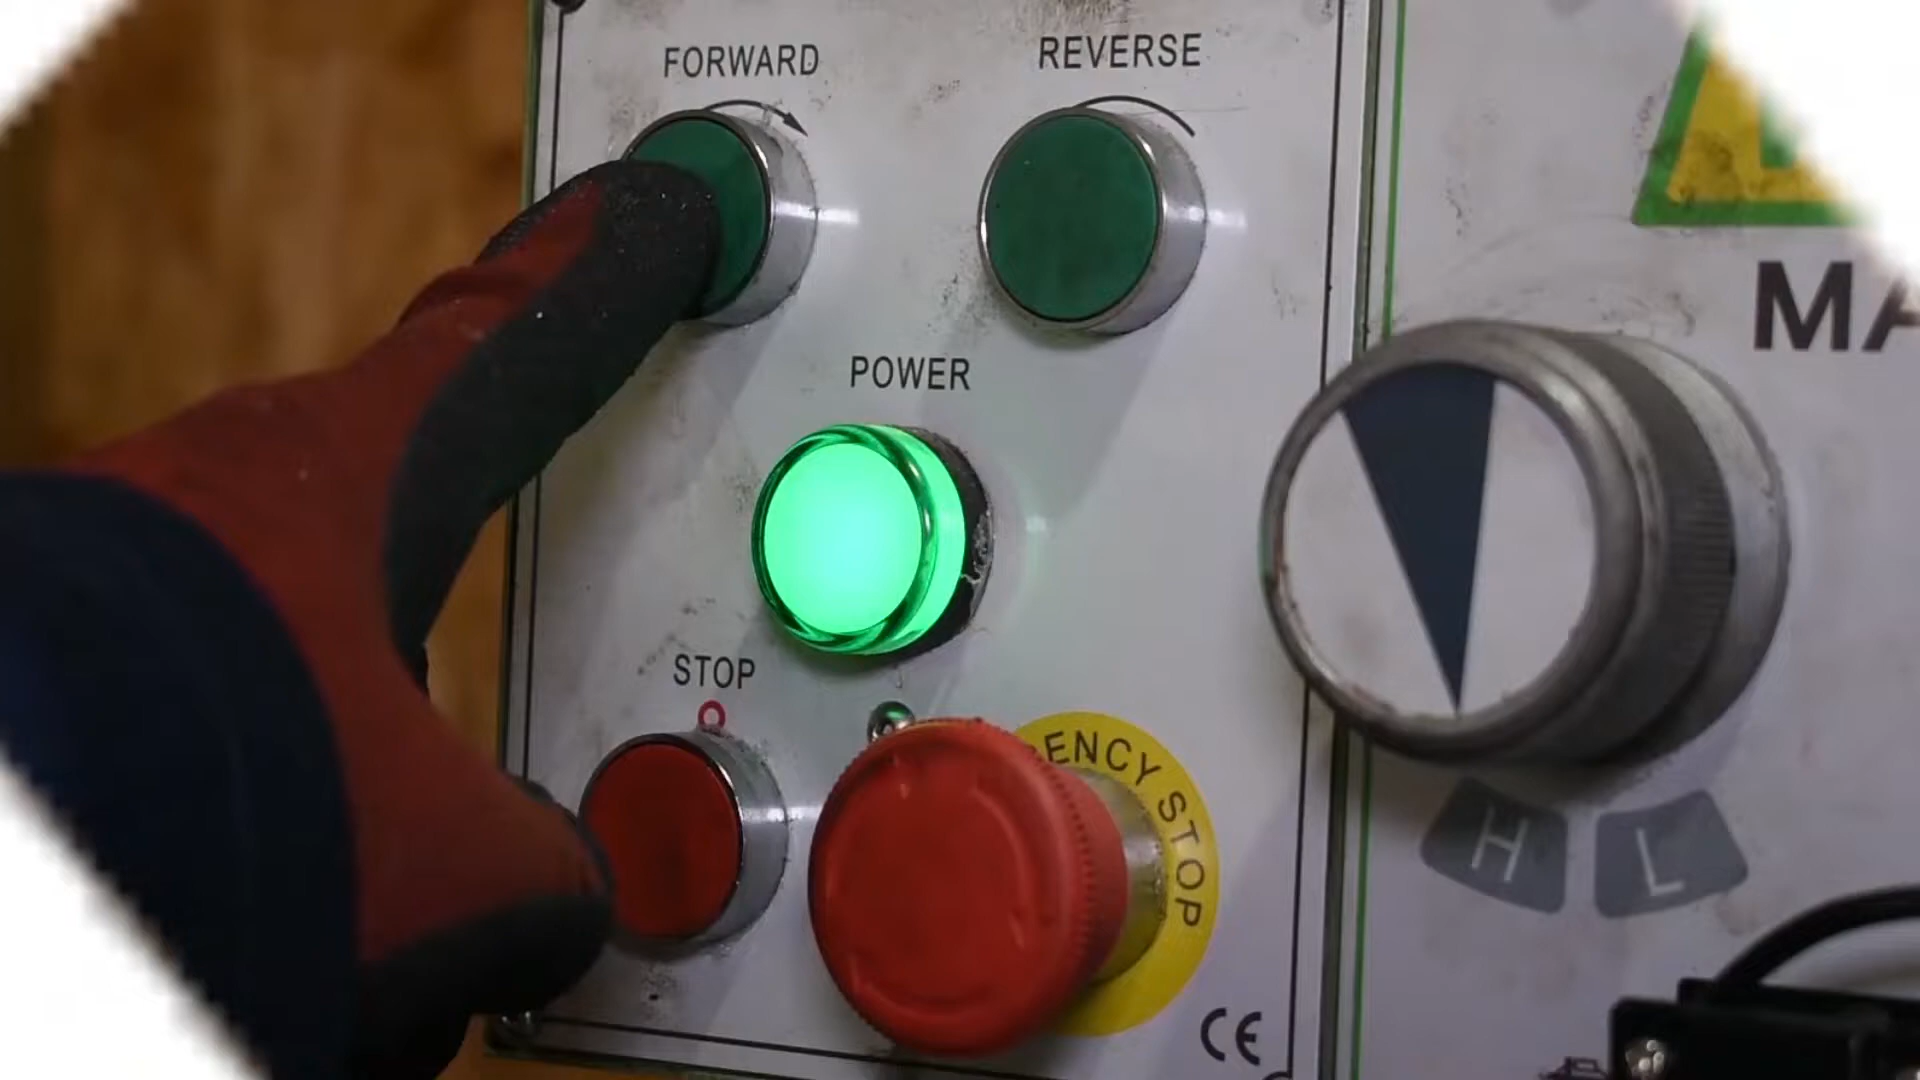 FORWARD
REVERSE
MA
POWER
STOP
ENCY STOP
H
L
CE